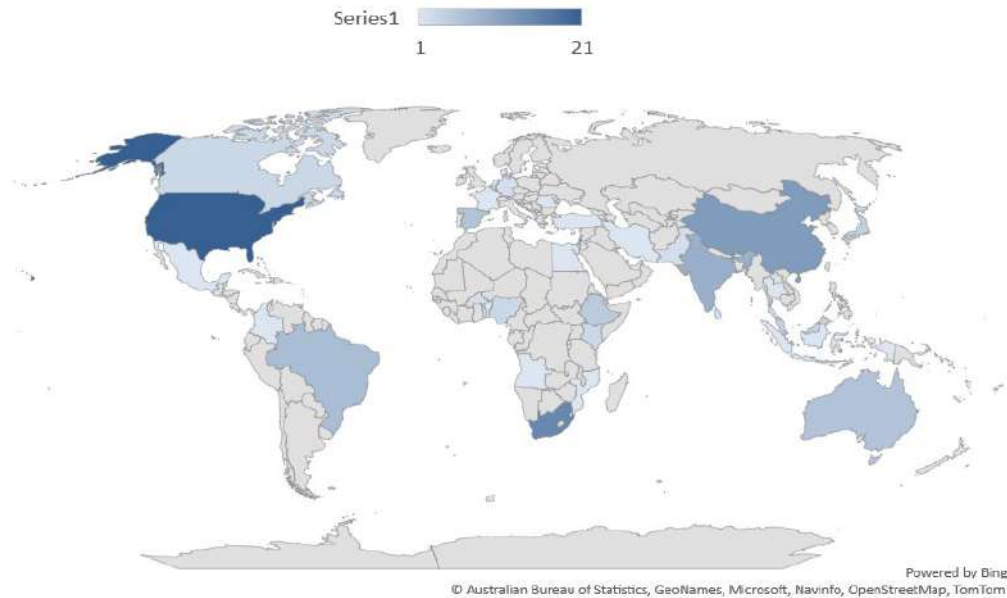 Series1
1 21
Powered by Bing
© Australian Bureau of Statistics, GeoNames, Microsoft, Navinfo, OpenStreetMap, TomTom